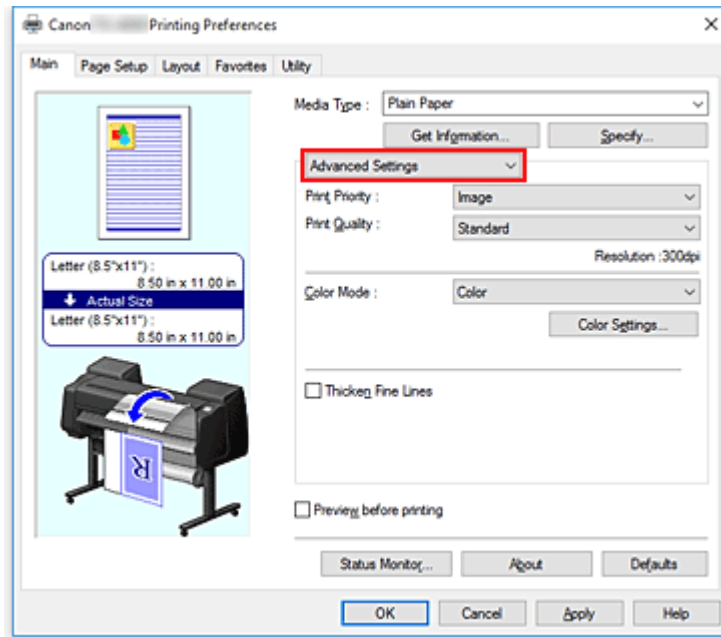 Canon Printing Preferences
Main Page Setup Layout Favorites Utility
Media Type : Plain Paper
Get Information... Specify...
Advanced Settings
Print Priority : Image
Print Quality : Standard
Resolution :300dpi
Letter (8.5"x11") :
8.50 in x 11.00 in
Actual Size
Letter (8.5"x11") :
8.50 in x 11.00 in
Color Mode : Color
Color Settings...
Thicken Fine Lines
R
Preview before printing
Status Monitor... About Defaults
OK Cancel Apply Help